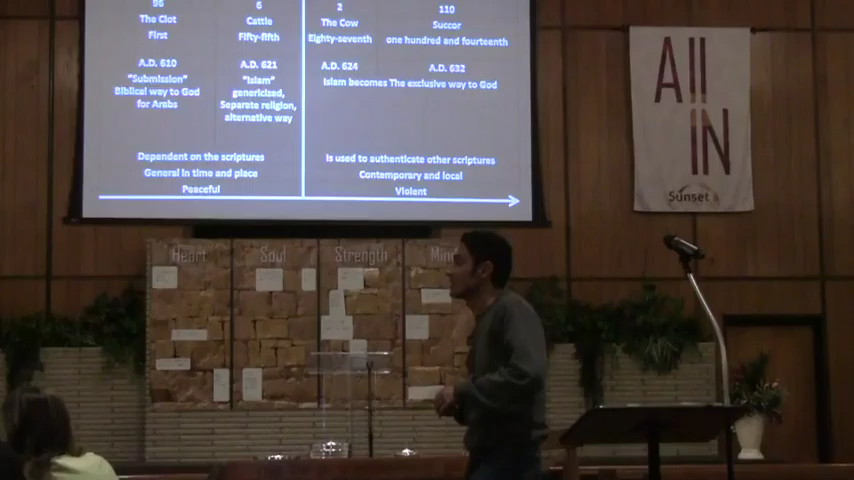 96 6 2 110
The Clot Cattle The Cow Succor
First Fifty-fifth Eighty-seventh one hundred and fourteenth
A.D. 610 A.D. 621 A.D. 624 A.D. 632
"Submission" "Islam" Islam becomes The exclusive way to God
Biblical way to God genericized,
for Arabs Separate religion,
alternative way
Dependent on the scriptures Is used to authenticate other scriptures
General in time and place Contemporary and local
Peaceful Violent
All
IN
Sunset
Heart Soul Strength Mind